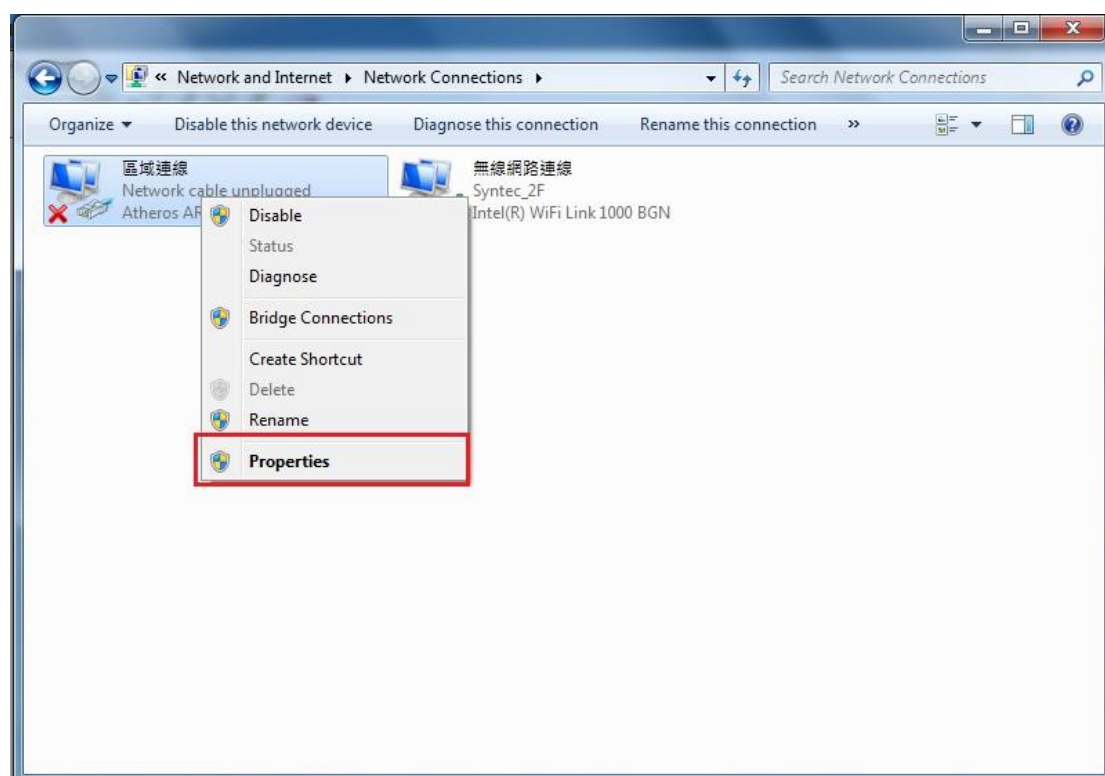 « Network and Internet Network Connections
Search Network Connections
Organize Disable this network device Diagnose this connection Rename this connection »
區域連線
Network cable unplugged
Atheros AR
無線網路連線
Syntec_2F
Intel(R) WiFi Link 1000 BGN
Disable
Status
Diagnose
Bridge Connections
Create Shortcut
Delete
Rename
Properties